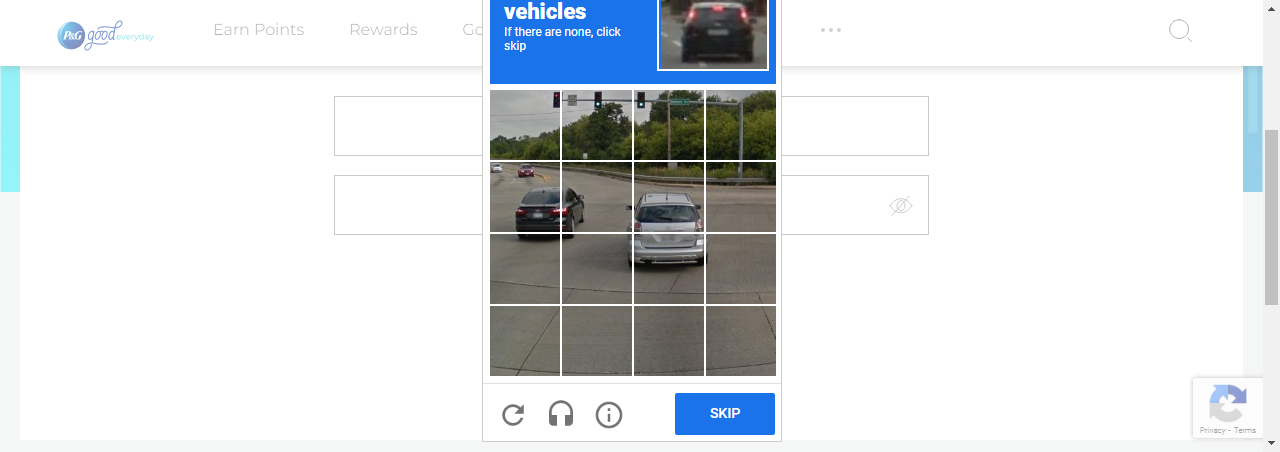 vehicles
If there are none, click
skip
P&G good everyday
Earn Points
Rewards
Go
SKIP
Privacy - Terms